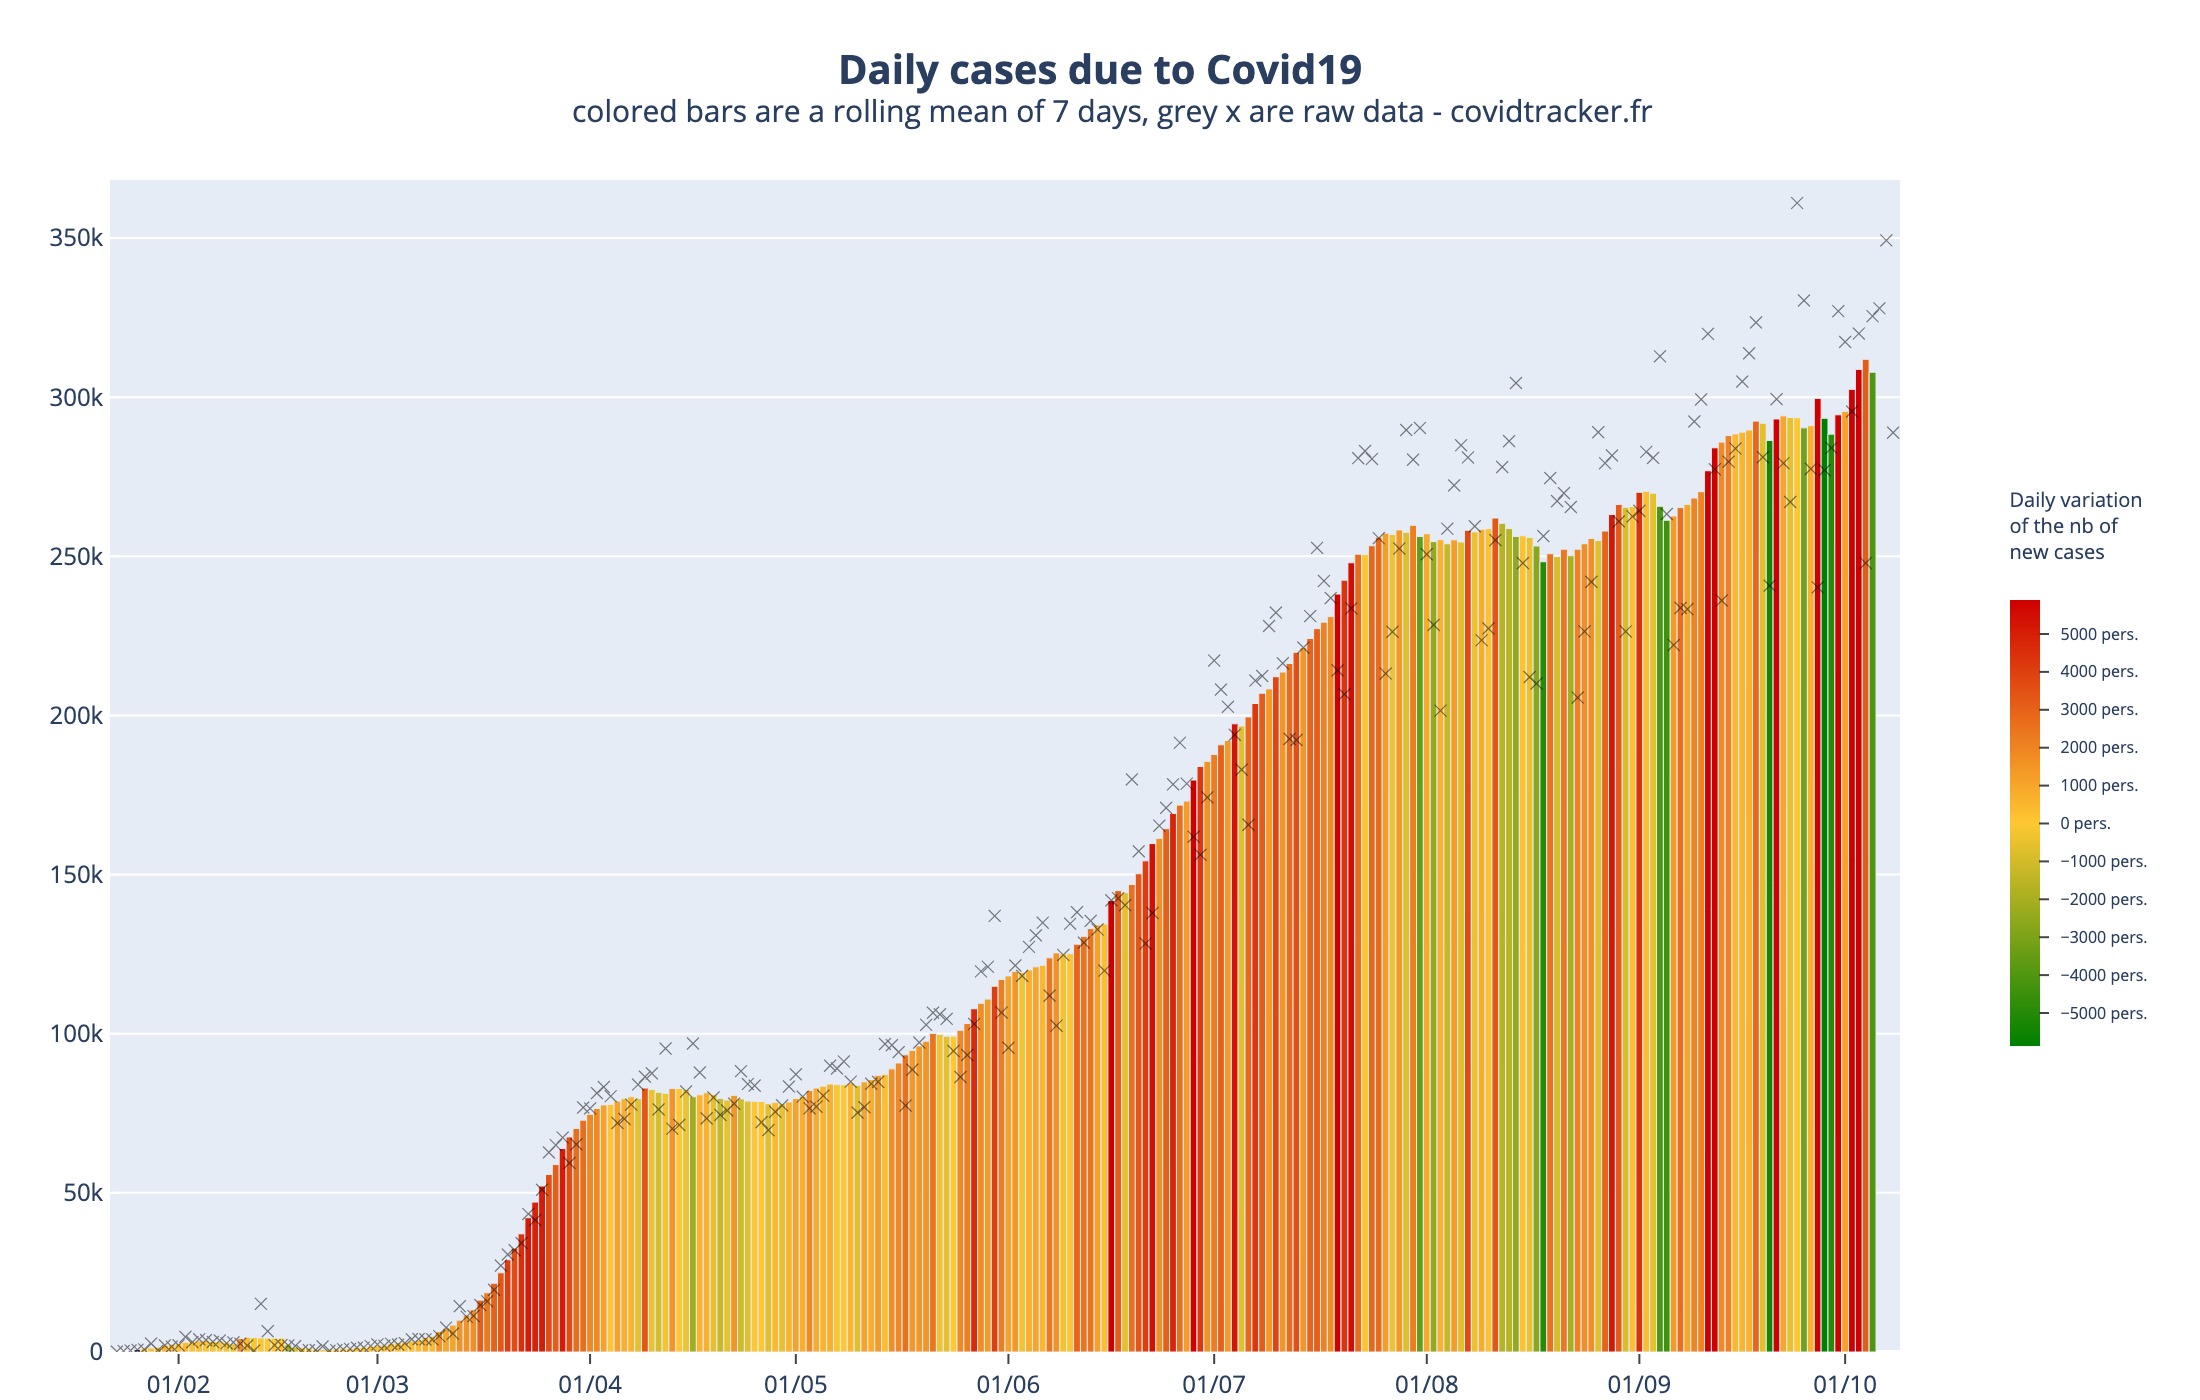 Daily cases due to Covid19
colored bars are a rolling mean of 7 days, grey x are raw data - covidtracker.fr
350k
300k
250k
200k
150k
100k
50k
0
01/02
01/03
01/04
01/05
01/06
01/07
01/08
01/09
01/10
Daily variation
of the nb of
new cases
5000 pers.
4000 pers.
3000 pers.
2000 pers.
1000 pers.
0 pers.
−1000 pers.
−2000 pers.
−3000 pers.
−4000 pers.
−5000 pers.